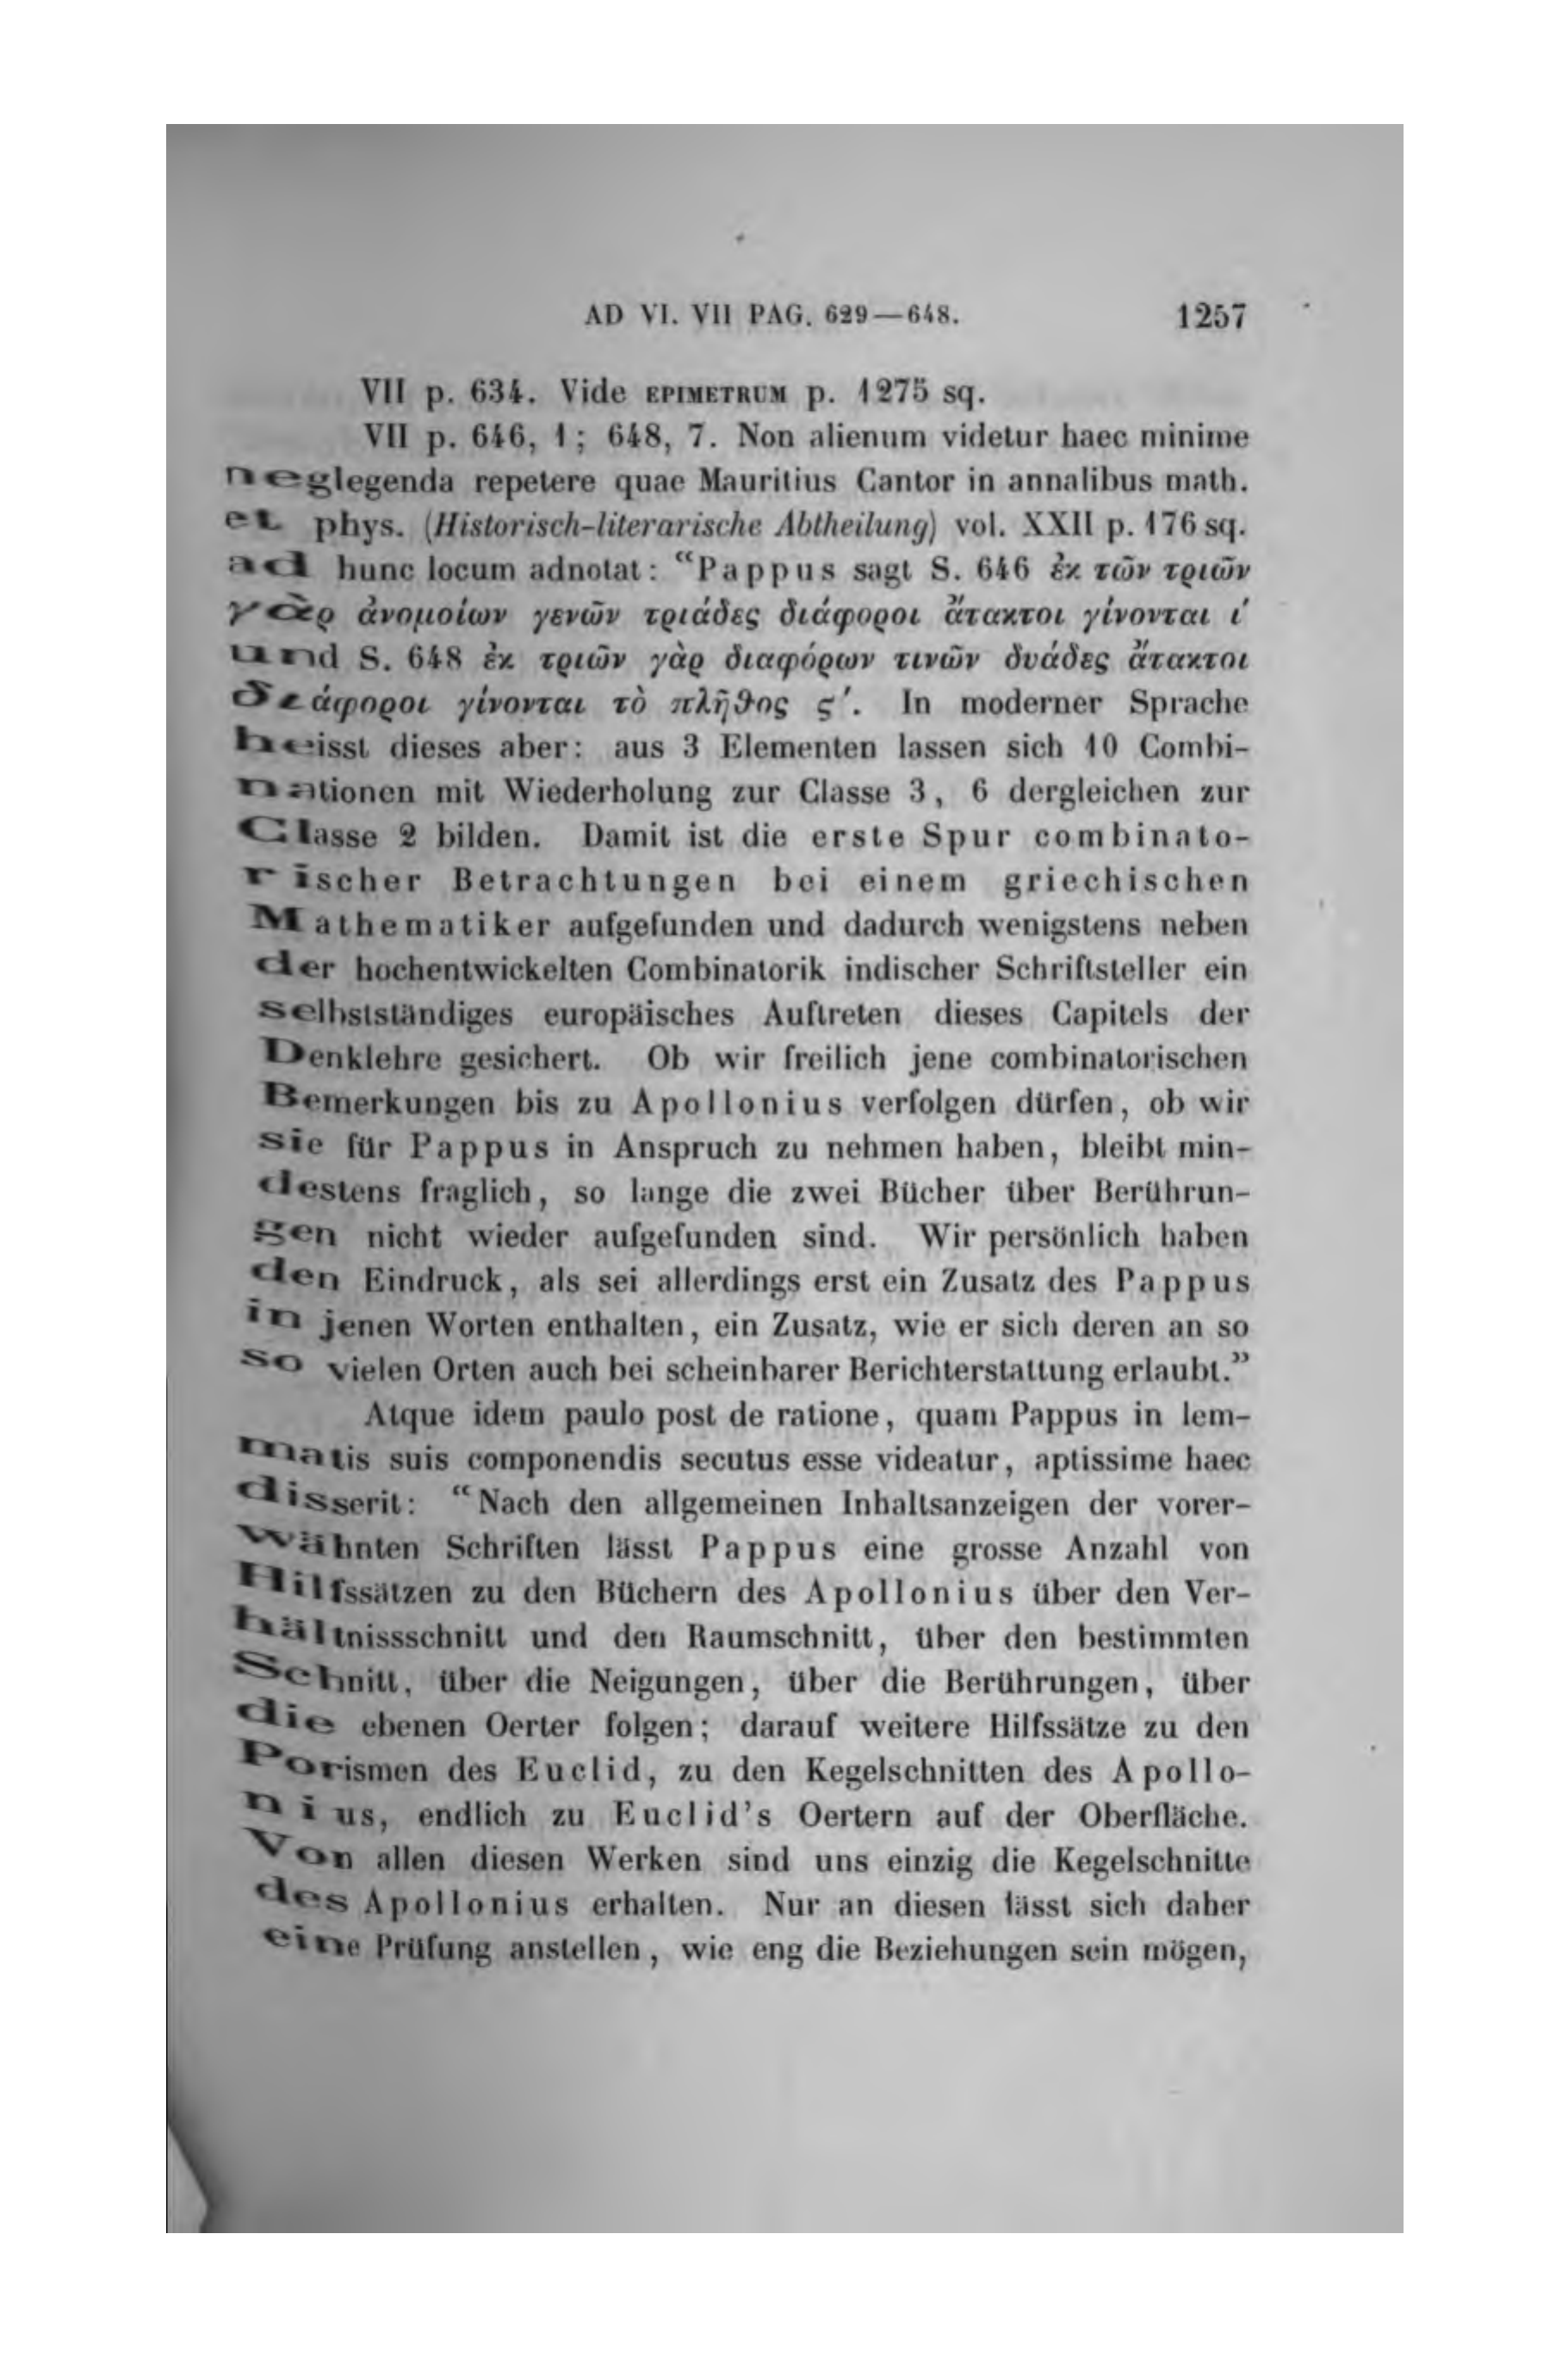 AD VI. VII PAG. 629—648. 1257
VII p. 634. Vide EPIMETRUM p. 1275 sq.
VII p. 646, 1; 648, 7. Non alienum videtur haec minime
neglegenda repetere quae Mauritius Cantor in annalibus math.
et phys. (Historisch-literarische Abtheilung) vol. XXII p. 176 sq.
ad hunc locum adnotat: “Pappus sagt S. 646 ἐκ τῶν τριῶν
γὰρ ἀνομοίων γενῶν τριάδες διάφοροι ἄτακτοι γίνονται ι΄
und S. 648 ἐκ τριῶν γὰρ διαφόρων τινῶν δυάδες ἄτακτοι
διάφοροι γίνονται τὸ πλῆθος ϛ΄. In moderner Sprache
heisst dieses aber: aus 3 Elementen lassen sich 10 Combi-
nationen mit Wiederholung zur Classe 3, 6 dergleichen zur
Classe 2 bilden. Damit ist die erste Spur combinato-
rischer Betrachtungen bei einem griechischen
Mathematiker aufgefunden und dadurch wenigstens neben
der hochentwickelten Combinatorik indischer Schriftsteller ein
selbstständiges europäisches Auftreten dieses Capitels der
Denklehre gesichert. Ob wir freilich jene combinatorischen
Bemerkungen bis zu Apollonius verfolgen dürfen, ob wir
sie für Pappus in Anspruch zu nehmen haben, bleibt min-
destens fraglich, so lange die zwei Bücher über Berührun-
gen nicht wieder aufgefunden sind. Wir persönlich haben
den Eindruck, als sei allerdings erst ein Zusatz des Pappus
in jenen Worten enthalten, ein Zusatz, wie er sich deren an so
so vielen Orten auch bei scheinbarer Berichterstattung erlaubt.”
Atque idem paulo post de ratione, quam Pappus in lem-
matis suis componendis secutus esse videatur, aptissime haec
disserit: “Nach den allgemeinen Inhaltsanzeigen der vorer-
wähnten Schriften lässt Pappus eine grosse Anzahl von
Hilfssätzen zu den Büchern des Apollonius über den Ver-
hältnissschnitt und den Raumschnitt, über den bestimmten
Schnitt, über die Neigungen, über die Berührungen, über
die ebenen Oerter folgen; darauf weitere Hilfssätze zu den
Porismen des Euclid, zu den Kegelschnitten des Apollo-
nius, endlich zu Euclid's Oertern auf der Oberfläche.
Von allen diesen Werken sind uns einzig die Kegelschnitte
des Apollonius erhalten. Nur an diesen lässt sich daher
eine Prüfung anstellen, wie eng die Beziehungen sein mögen,